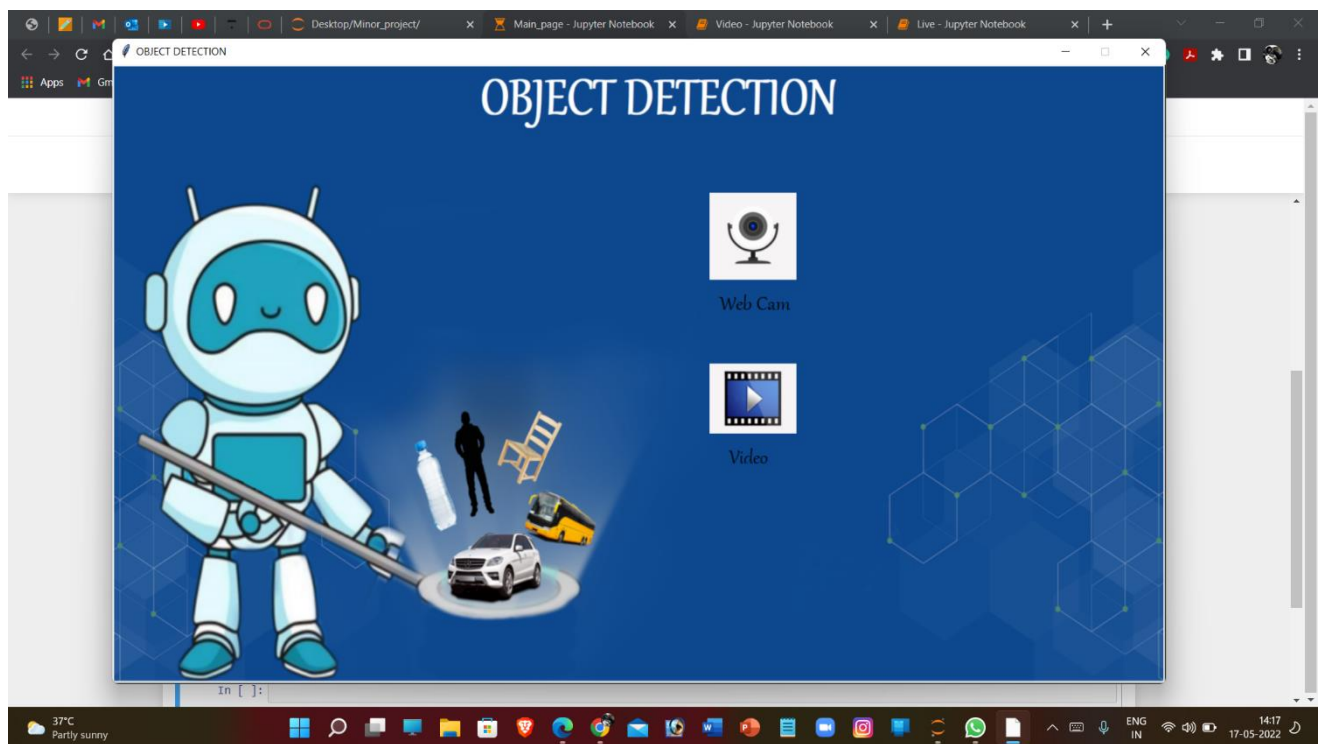 Desktop/Minor_project/
Main_page - Jupyter Notebook
Video - Jupyter Notebook
Live - Jupyter Notebook
OBJECT DETECTION
Apps
Gm
OBJECT DETECTION
Web Cam
Video
In [ ]:
37°C
Partly sunny
ENG
IN
14:17
17-05-2022